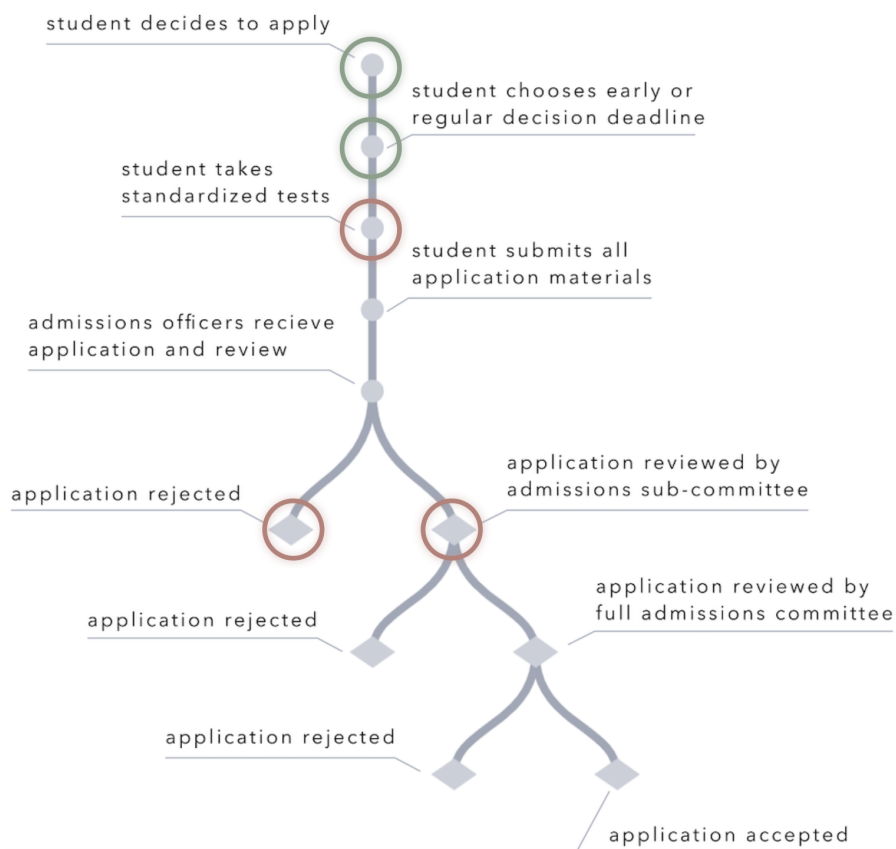 student decides to apply
student chooses early or
regular decision deadline
student takes
standardized tests
student submits all
application materials
admissions officers recieve
application and review
application reviewed by
admissions sub-committee
application rejected
application reviewed by
full admissions committee
application rejected
application rejected
application accepted